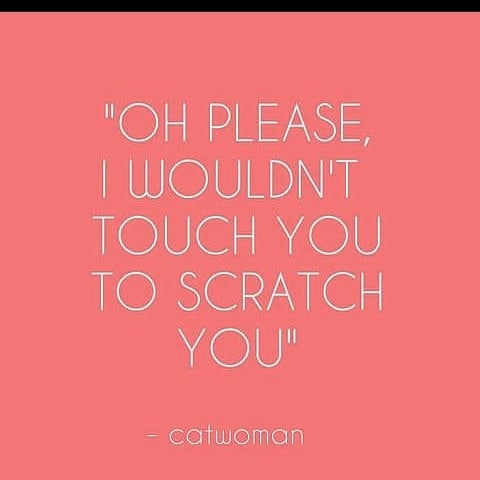 "OH PLEASE,
I WOULDN'T
TOUCH YOU
TO SCRATCH
YOU"
- catwoman